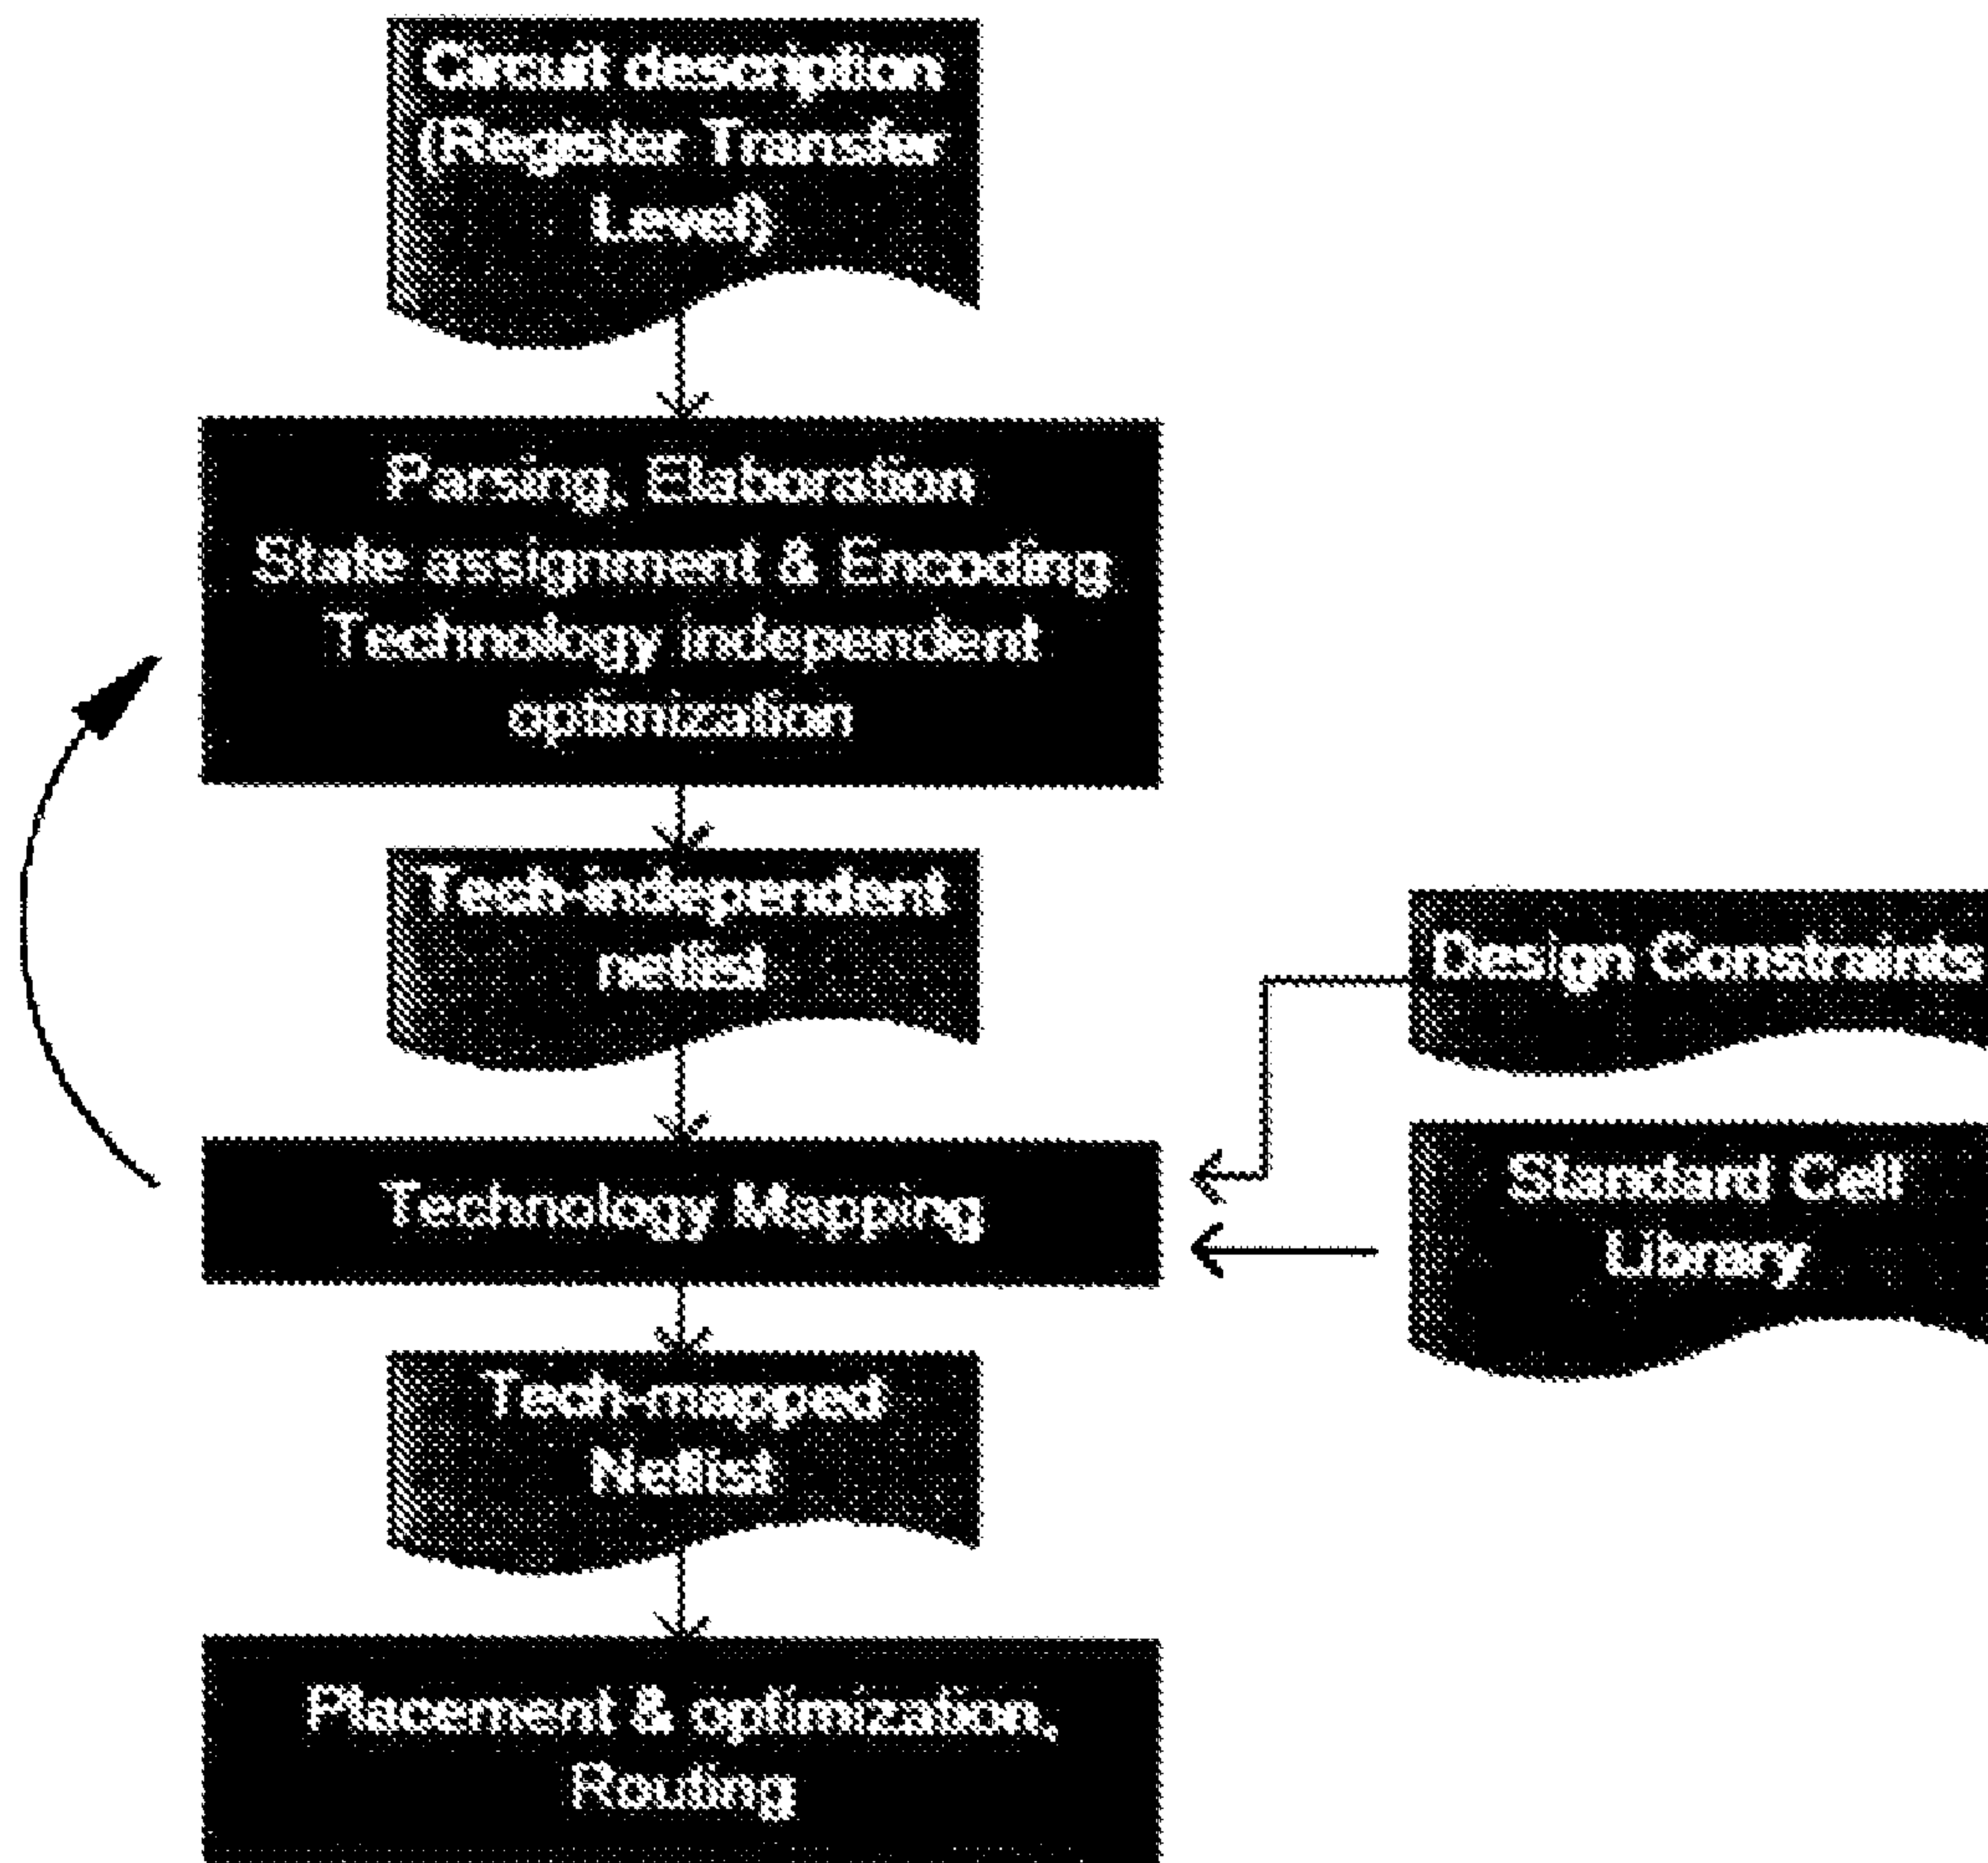 Circuit description
(Register Transfer
Level)
Parsing, Elaboration
State assignment & Encoding
Technology independent
optimization
Tech-independent
netlist
Design Constraints
Standard Cell
Library
Technology Mapping
Tech-mapped
Netlist
Placement & optimization,
Routing